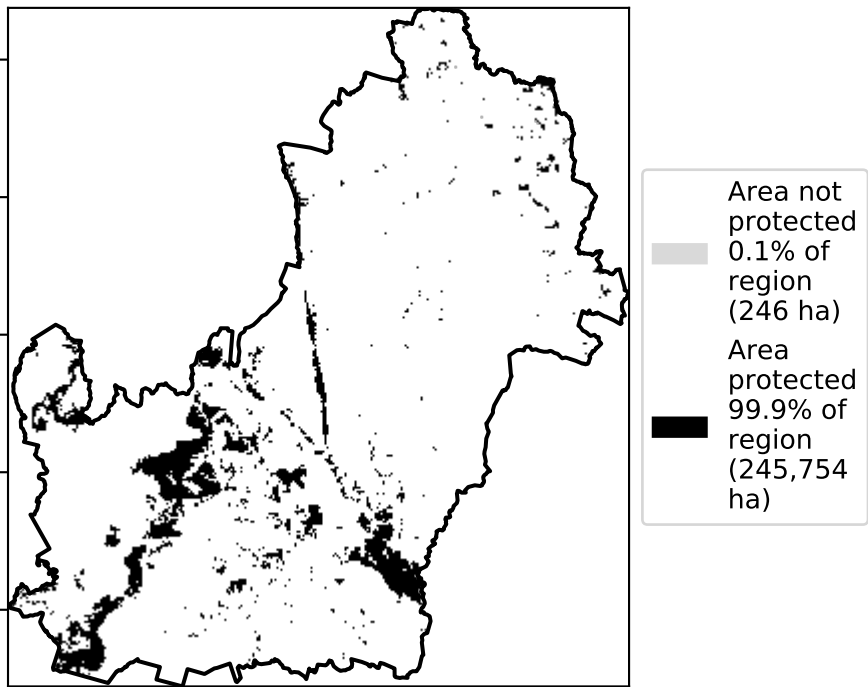 Area not
protected
0.1% of
region
(246 ha)
Area
protected
99.9% of
region
(245,754
ha)